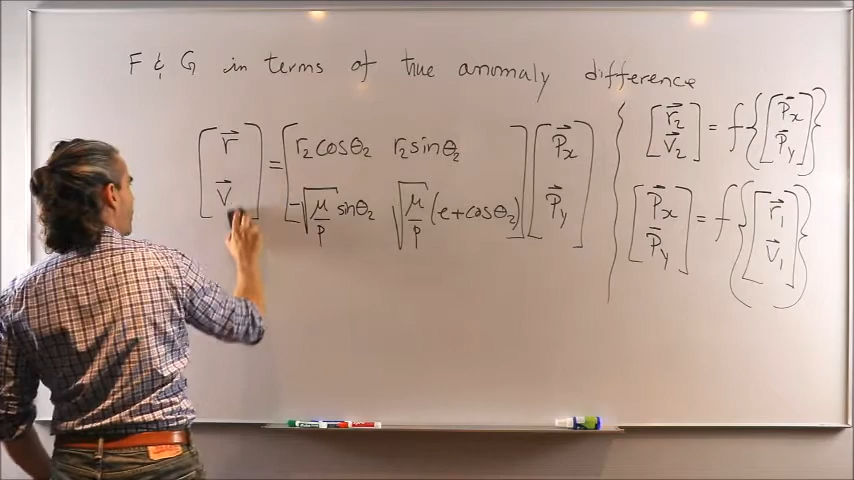 F & G in terms of true anomaly difference
[r⃗ v⃗] = [r₂cosθ₂ r₂sinθ₂
-√(μ/p) sinθ₂ √(μ/p) (e+cosθ₂)] [P⃗x P⃗y]
[r⃗₂ v⃗₂] = f{[P⃗x P⃗y]}
[P⃗x P⃗y] = f{[r⃗₁ v⃗₁]}